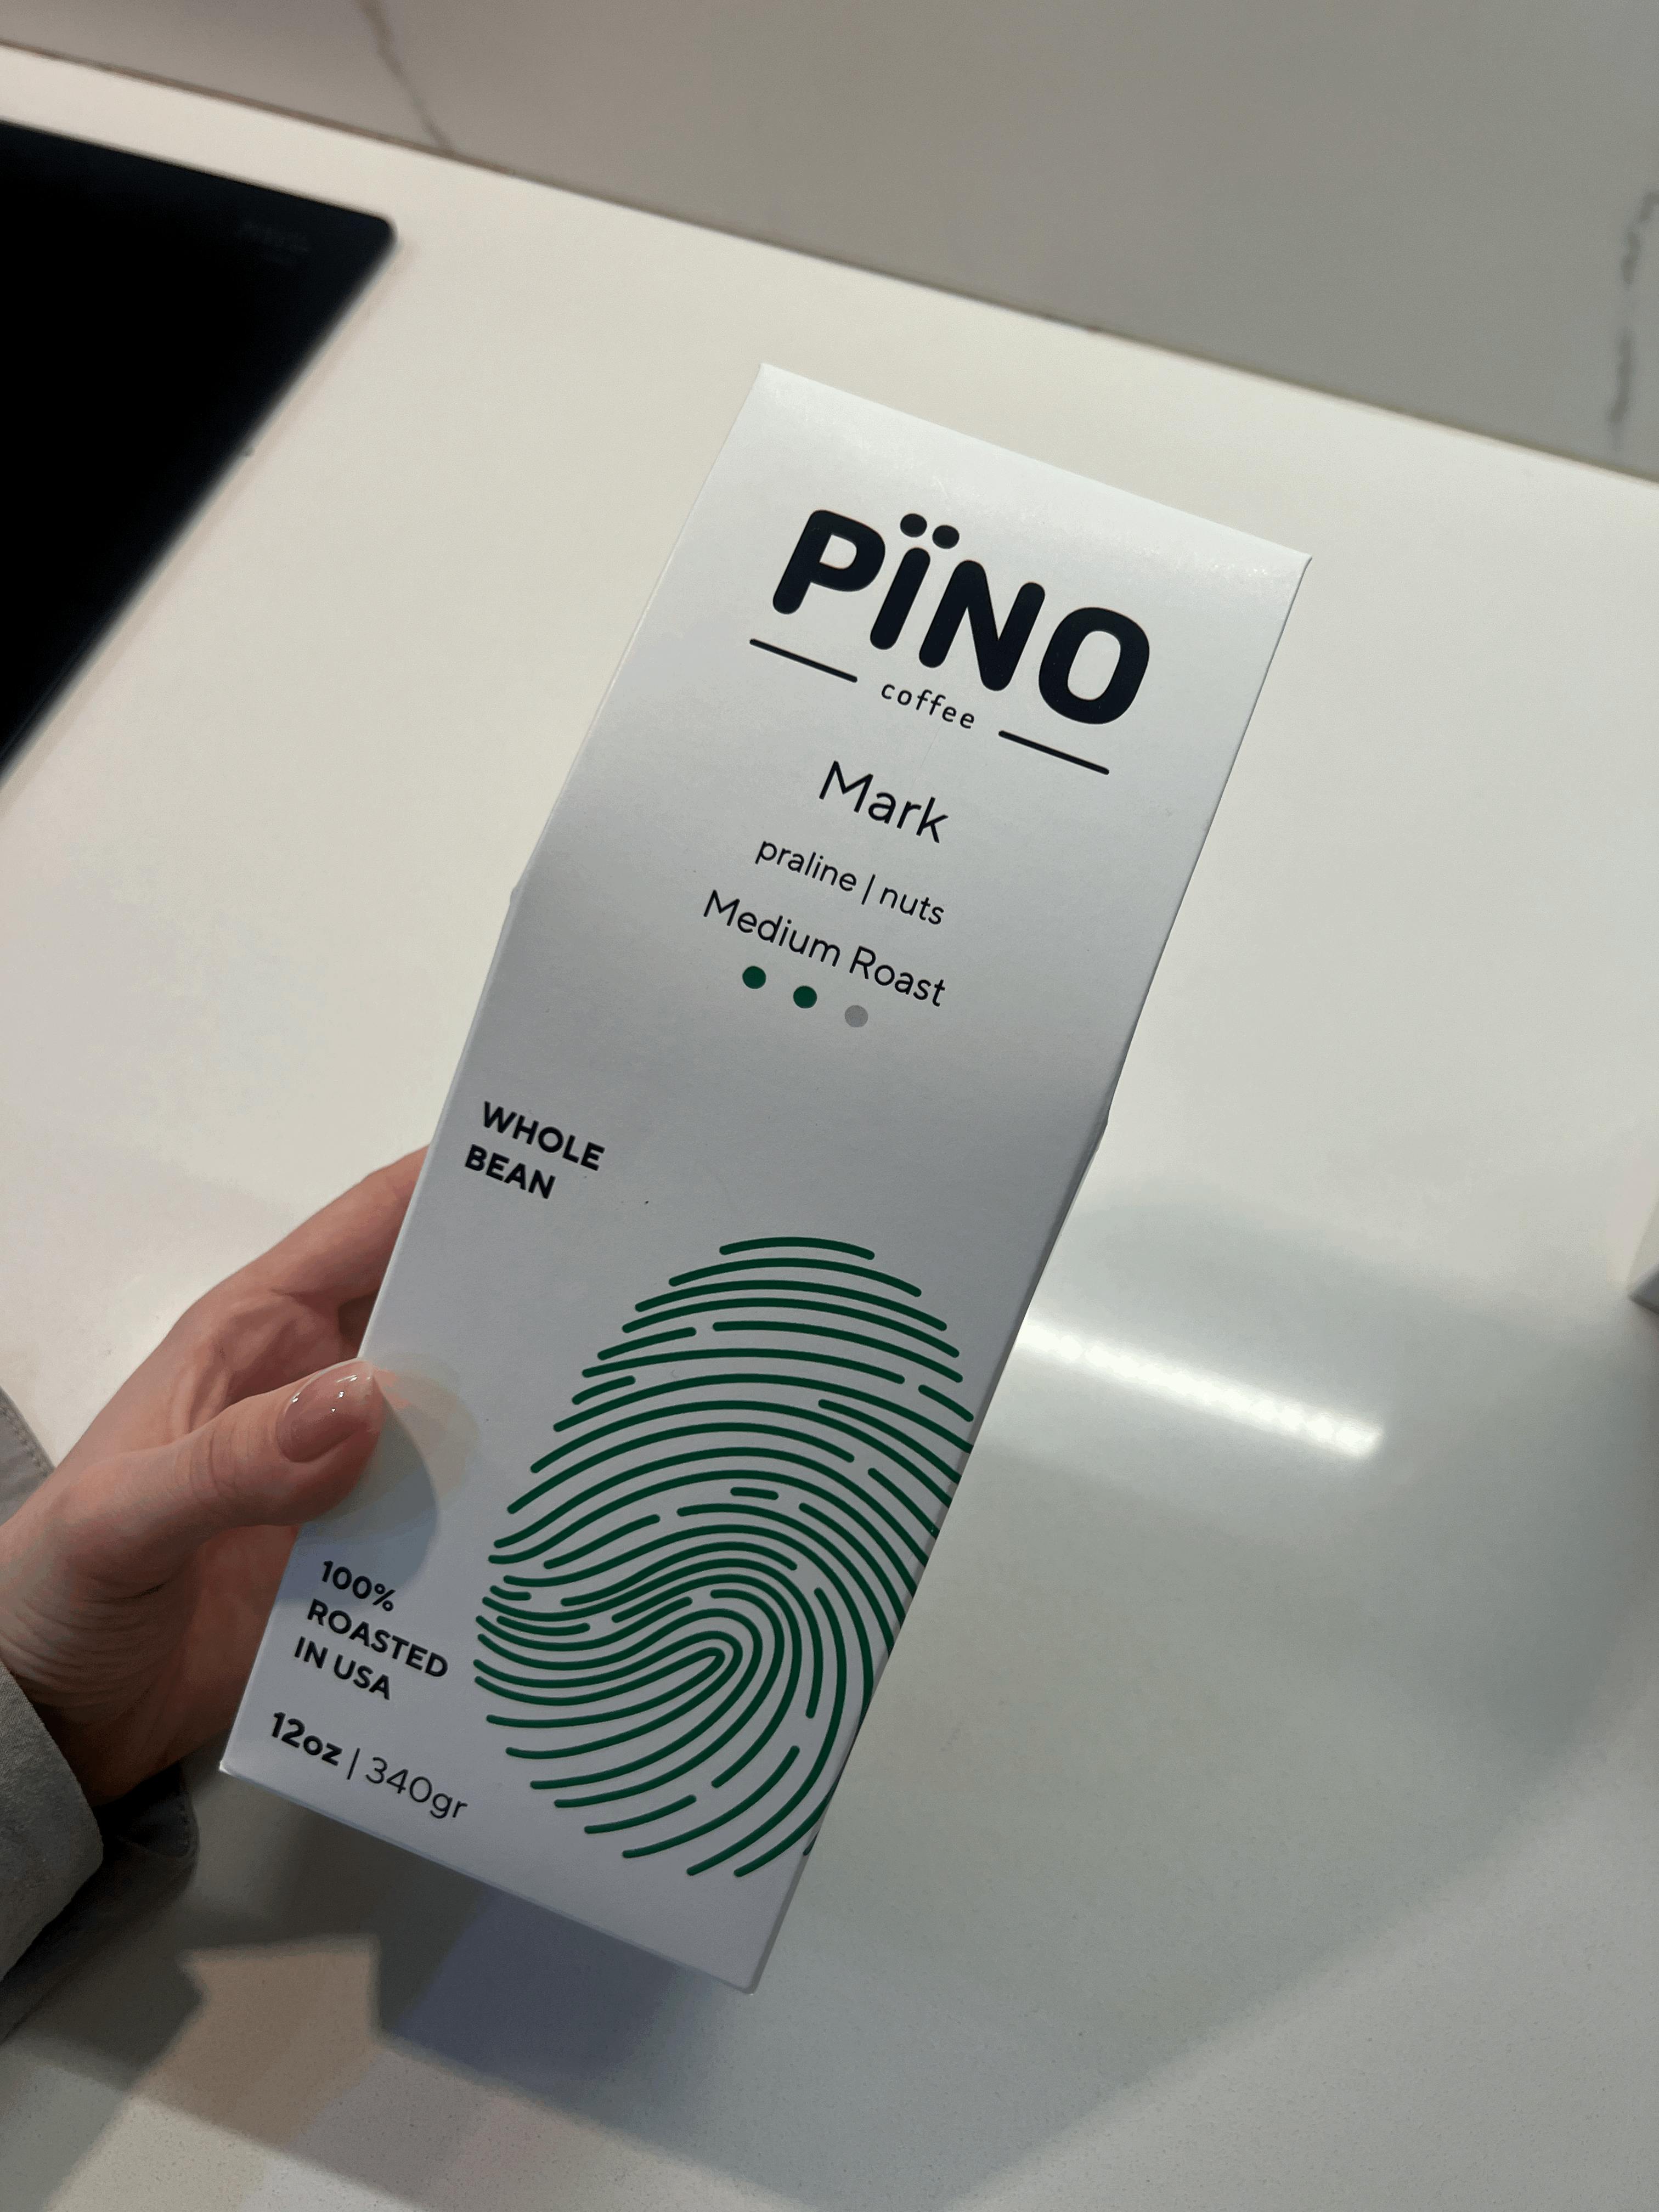 PÏNO
coffee
Mark
praline | nuts
Medium Roast
WHOLE
BEAN
100%
ROASTED
IN USA
12oz | 340gr